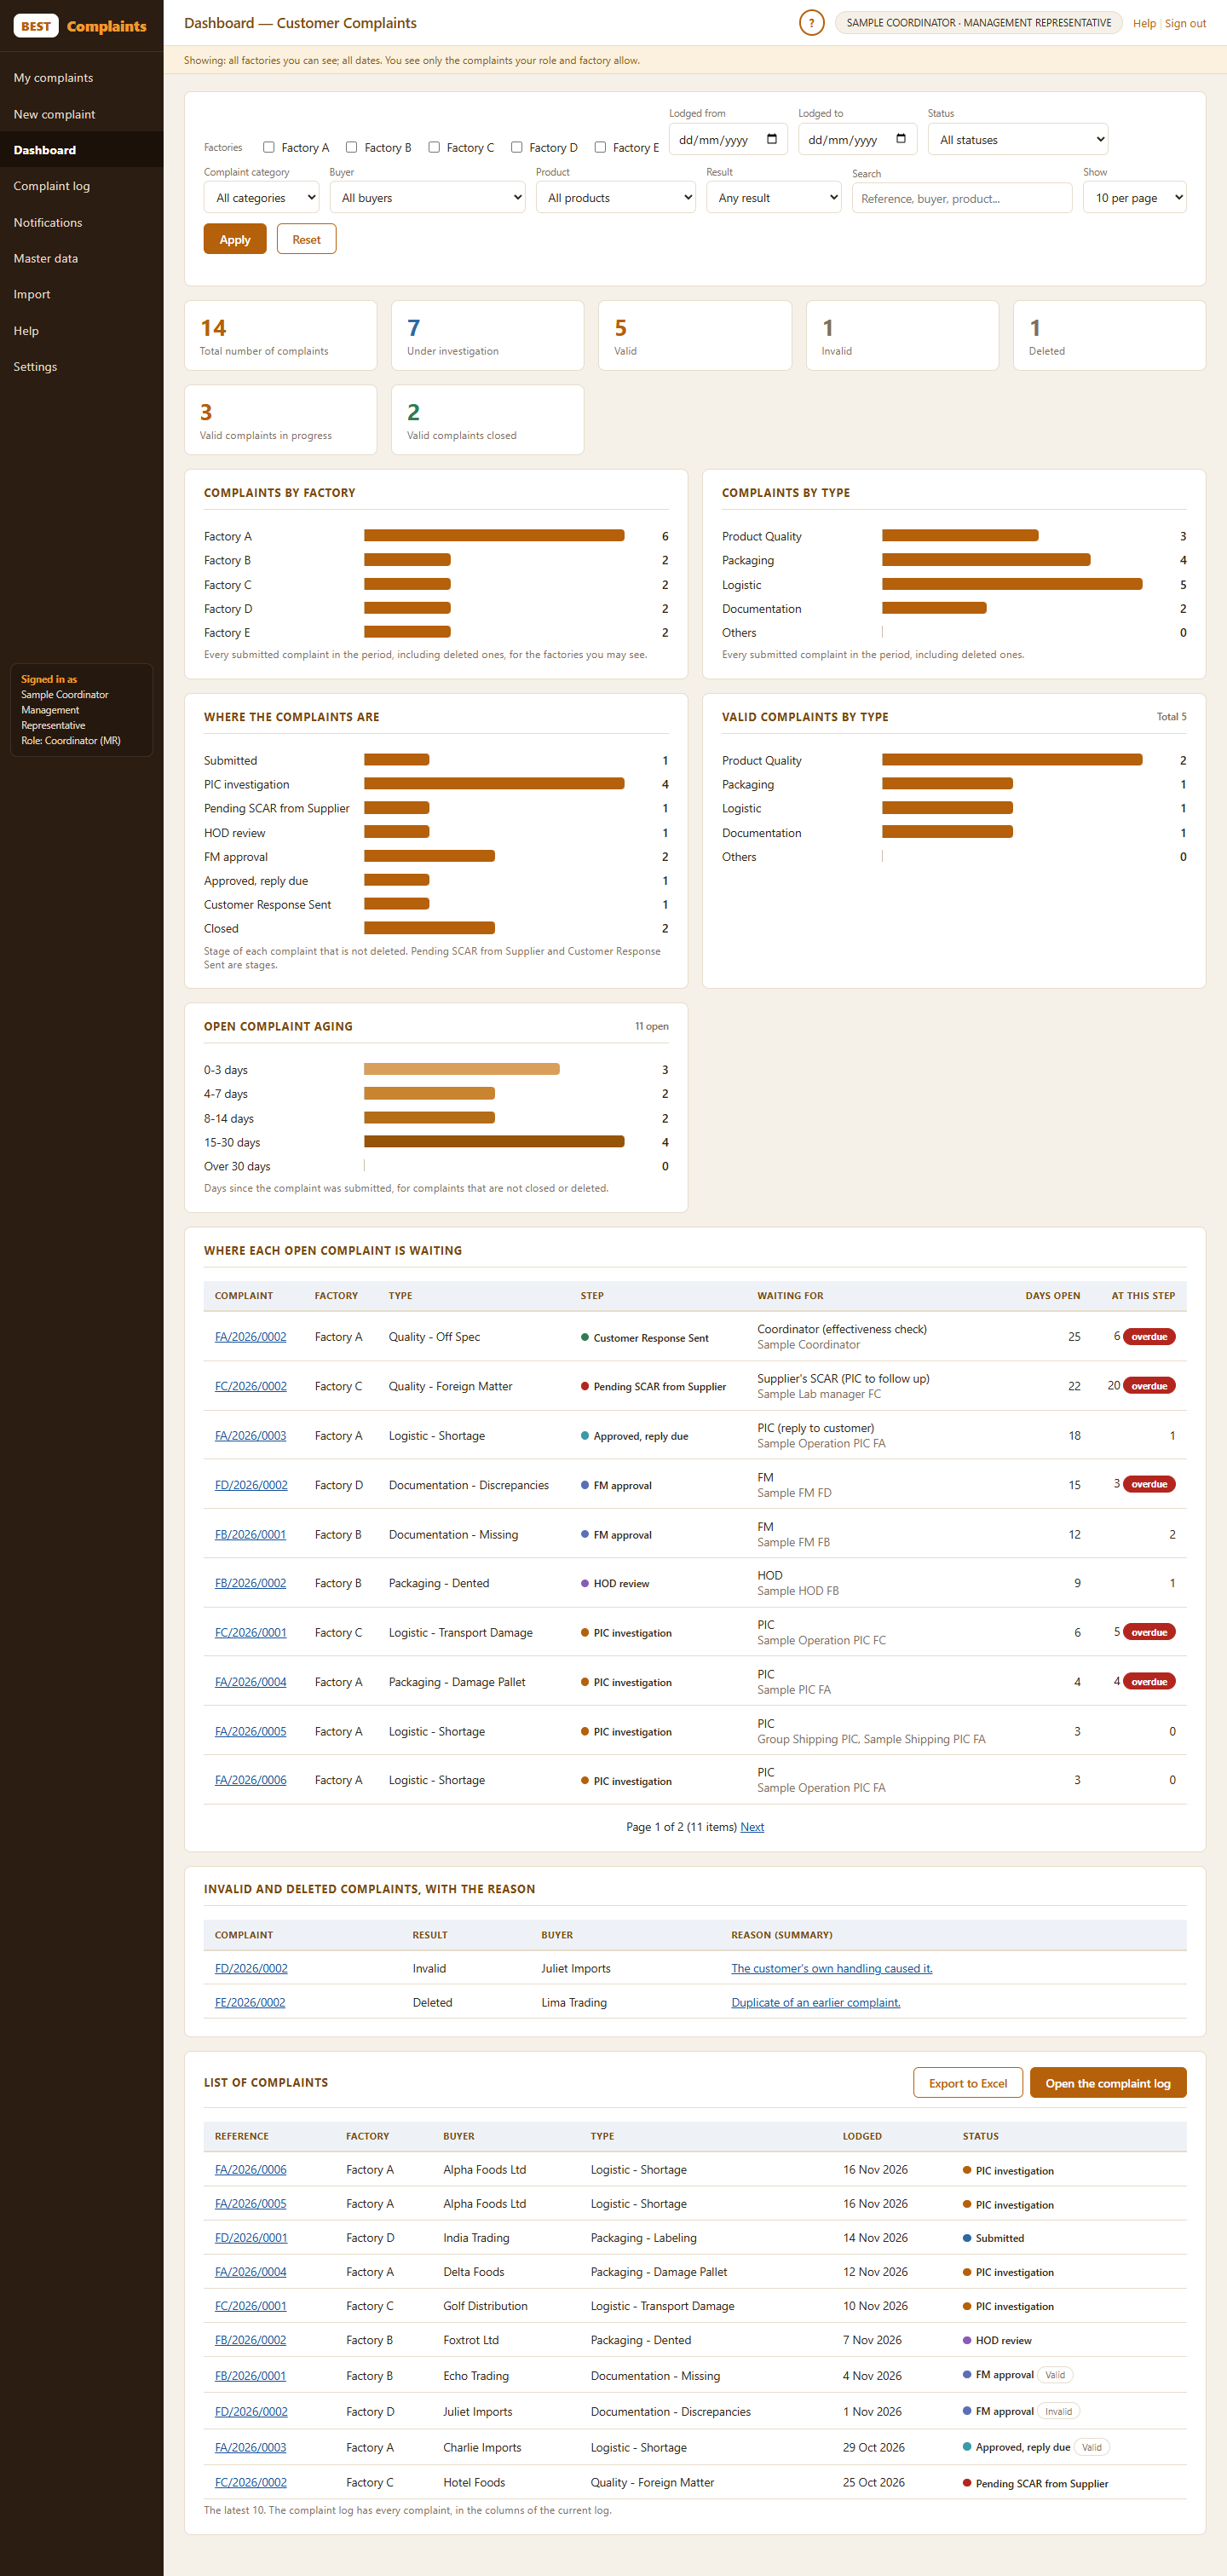 BEST Complaints
My complaints
New complaint
Dashboard
Complaint log
Notifications
Master data
Import
Help
Settings
Signed in as
Sample Coordinator
Management
Representative
Role: Coordinator (MR)
Dashboard — Customer Complaints
? SAMPLE COORDINATOR · MANAGEMENT REPRESENTATIVE Help | Sign out
Showing: all factories you can see; all dates. You see only the complaints your role and factory allow.
Lodged from Lodged to Status
Factories Factory A Factory B Factory C Factory D Factory E dd/mm/yyyy dd/mm/yyyy All statuses
Complaint category Buyer Product Result Search Show
All categories All buyers All products Any result Reference, buyer, product... 10 per page
Apply Reset
14 7 5 1 1
Total number of complaints Under investigation Valid Invalid Deleted
3 2
Valid complaints in progress Valid complaints closed
COMPLAINTS BY FACTORY
Factory A 6
Factory B 2
Factory C 2
Factory D 2
Factory E 2
Every submitted complaint in the period, including deleted ones, for the factories you may see.
COMPLAINTS BY TYPE
Product Quality 3
Packaging 4
Logistic 5
Documentation 2
Others 0
Every submitted complaint in the period, including deleted ones.
WHERE THE COMPLAINTS ARE
Submitted 1
PIC investigation 4
Pending SCAR from Supplier 1
HOD review 1
FM approval 2
Approved, reply due 1
Customer Response Sent 1
Closed 2
Stage of each complaint that is not deleted. Pending SCAR from Supplier and Customer Response
Sent are stages.
VALID COMPLAINTS BY TYPE Total 5
Product Quality 2
Packaging 1
Logistic 1
Documentation 1
Others 0
OPEN COMPLAINT AGING 11 open
0-3 days 3
4-7 days 2
8-14 days 2
15-30 days 4
Over 30 days 0
Days since the complaint was submitted, for complaints that are not closed or deleted.
WHERE EACH OPEN COMPLAINT IS WAITING
COMPLAINT FACTORY TYPE STEP WAITING FOR DAYS OPEN AT THIS STEP
FA/2026/0002 Factory A Quality - Off Spec Customer Response Sent Coordinator (effectiveness check) 25 6 overdue
Sample Coordinator
FC/2026/0002 Factory C Quality - Foreign Matter Pending SCAR from Supplier Supplier's SCAR (PIC to follow up) 22 20 overdue
Sample Lab manager FC
FA/2026/0003 Factory A Logistic - Shortage Approved, reply due PIC (reply to customer) 18 1
Sample Operation PIC FA
FD/2026/0002 Factory D Documentation - Discrepancies FM approval FM 15 3 overdue
Sample FM FD
FB/2026/0001 Factory B Documentation - Missing FM approval FM 12 2
Sample FM FB
FB/2026/0002 Factory B Packaging - Dented HOD review HOD 9 1
Sample HOD FB
FC/2026/0001 Factory C Logistic - Transport Damage PIC investigation PIC 6 5 overdue
Sample Operation PIC FC
FA/2026/0004 Factory A Packaging - Damage Pallet PIC investigation PIC 4 4 overdue
Sample PIC FA
FA/2026/0005 Factory A Logistic - Shortage PIC investigation PIC 3 0
Group Shipping PIC, Sample Shipping PIC FA
FA/2026/0006 Factory A Logistic - Shortage PIC investigation PIC 3 0
Sample Operation PIC FA
Page 1 of 2 (11 items) Next
INVALID AND DELETED COMPLAINTS, WITH THE REASON
COMPLAINT RESULT BUYER REASON (SUMMARY)
FD/2026/0002 Invalid Juliet Imports The customer's own handling caused it.
FE/2026/0002 Deleted Lima Trading Duplicate of an earlier complaint.
LIST OF COMPLAINTS Export to Excel Open the complaint log
REFERENCE FACTORY BUYER TYPE LODGED STATUS
FA/2026/0006 Factory A Alpha Foods Ltd Logistic - Shortage 16 Nov 2026 PIC investigation
FA/2026/0005 Factory A Alpha Foods Ltd Logistic - Shortage 16 Nov 2026 PIC investigation
FD/2026/0001 Factory D India Trading Packaging - Labeling 14 Nov 2026 Submitted
FA/2026/0004 Factory A Delta Foods Packaging - Damage Pallet 12 Nov 2026 PIC investigation
FC/2026/0001 Factory C Golf Distribution Logistic - Transport Damage 10 Nov 2026 PIC investigation
FB/2026/0002 Factory B Foxtrot Ltd Packaging - Dented 7 Nov 2026 HOD review
FB/2026/0001 Factory B Echo Trading Documentation - Missing 4 Nov 2026 FM approval Valid
FD/2026/0002 Factory D Juliet Imports Documentation - Discrepancies 1 Nov 2026 FM approval Invalid
FA/2026/0003 Factory A Charlie Imports Logistic - Shortage 29 Oct 2026 Approved, reply due Valid
FC/2026/0002 Factory C Hotel Foods Quality - Foreign Matter 25 Oct 2026 Pending SCAR from Supplier
The latest 10. The complaint log has every complaint, in the columns of the current log.